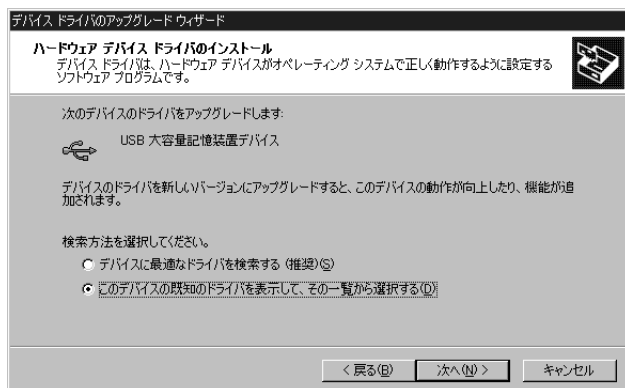 デバイス ドライバのアップグレード ウィザード
ハードウェア デバイス ドライバのインストール
デバイス ドライバは、ハードウェア デバイスがオペレーティング システムで正しく動作するように設定する
ソフトウェア プログラムです。
次のデバイスのドライバをアップグレードします:
USB 大容量記憶装置デバイス
デバイスのドライバを新しいバージョンにアップグレードすると、このデバイスの動作が向上したり、機能が追
加されます。
検索方法を選択してください。
デバイスに最適なドライバを検索する (推奨)(S)
このデバイスの既知のドライバを表示して、その一覧から選択する(D)
< 戻る(B) 次へ(N) > キャンセル